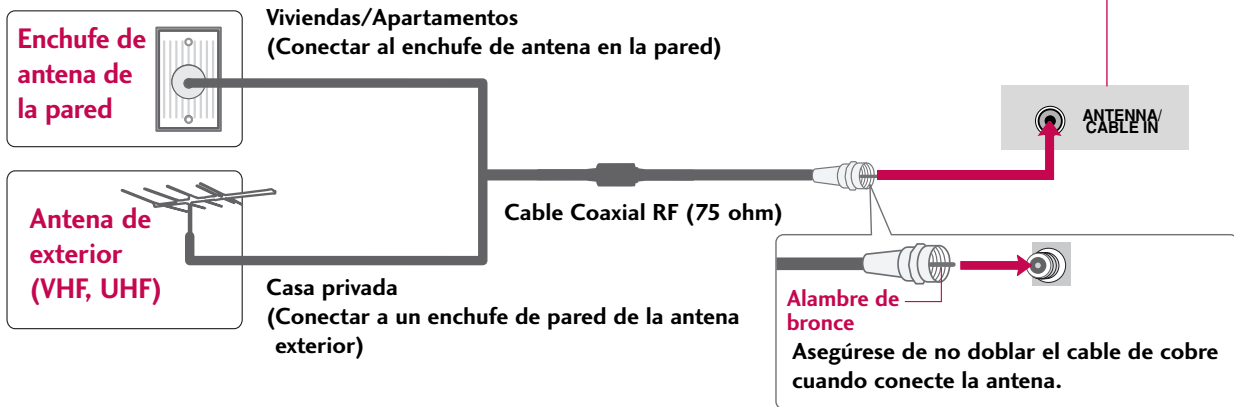 Enchufe de
antena de
la pared
Viviendas/Apartamentos
(Conectar al enchufe de antena en la pared)
ANTENNA/
CABLE IN
Antena de
exterior
(VHF, UHF)
Cable Coaxial RF (75 ohm)
Casa privada
(Conectar a un enchufe de pared de la antena
exterior)
Alambre de
bronce
Asegúrese de no doblar el cable de cobre
cuando conecte la antena.